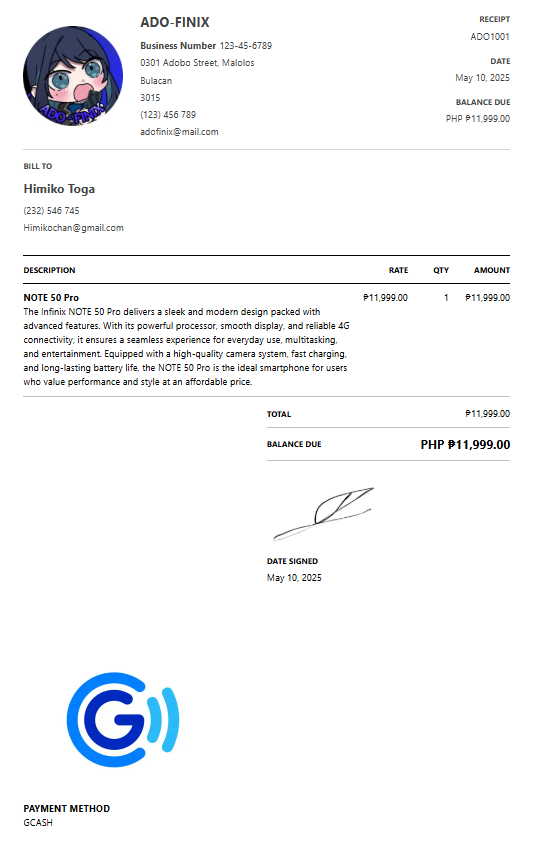 ADO-FINIX
Business Number 123-45-6789
0301 Adobo Street, Malolos
Bulacan
3015
(123) 456 789
adofinix@mail.com
RECEIPT
ADO1001
DATE
May 10, 2025
BALANCE DUE
PHP ₱11,999.00
ADO-FINIX
BILL TO
Himiko Toga
(232) 546 745
Himikochan@gmail.com
DESCRIPTION RATE QTY AMOUNT
NOTE 50 Pro ₱11,999.00 1 ₱11,999.00
The Infinix NOTE 50 Pro delivers a sleek and modern design packed with
advanced features. With its powerful processor, smooth display, and reliable 4G
connectivity, it ensures a seamless experience for everyday use, multitasking,
and entertainment. Equipped with a high-quality camera system, fast charging,
and long-lasting battery life, the NOTE 50 Pro is the ideal smartphone for users
who value performance and style at an affordable price.
TOTAL ₱11,999.00
BALANCE DUE PHP ₱11,999.00
DATE SIGNED
May 10, 2025
G
PAYMENT METHOD
GCASH